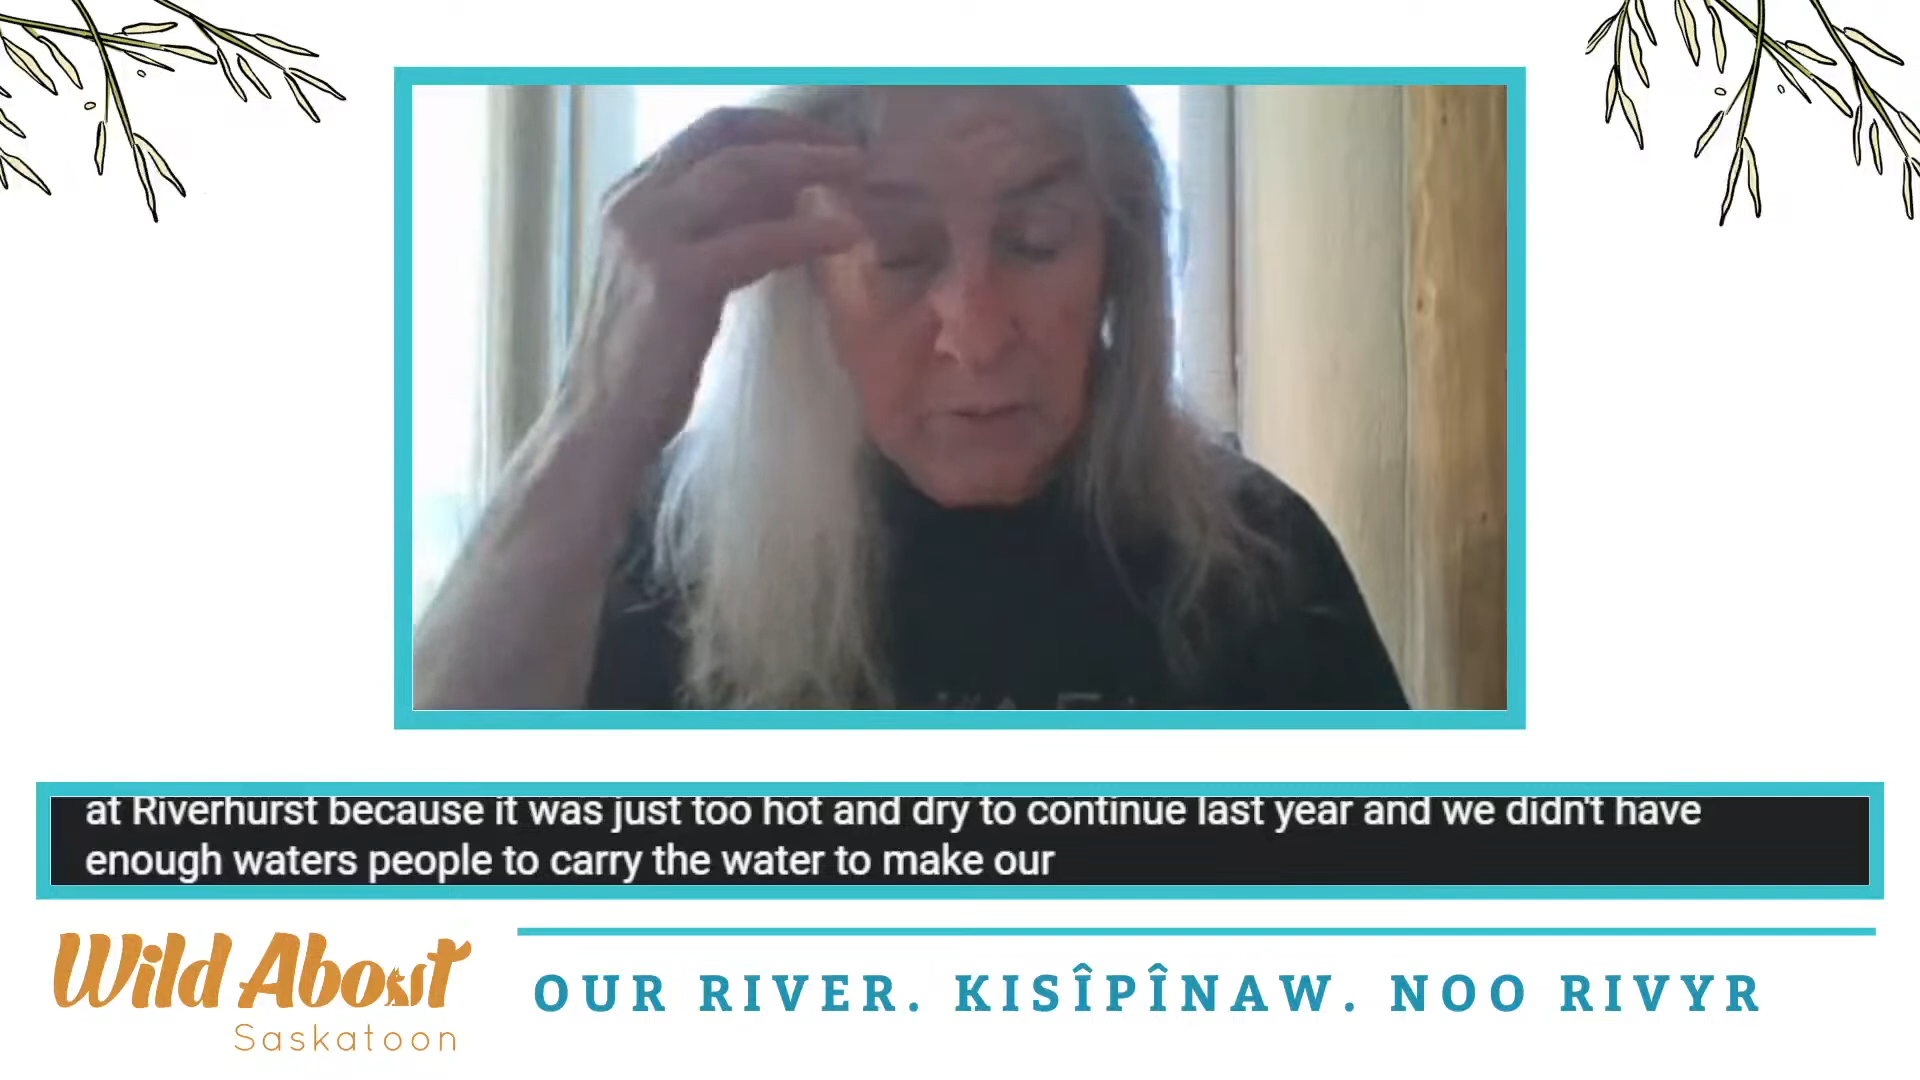 at Riverhurst because it was just too hot and dry to continue last year and we didn't have
enough waters people to carry the water to make our
Wild About
Saskatoon
OUR RIVER. KISÎPÎNAW. NOO RIVYR